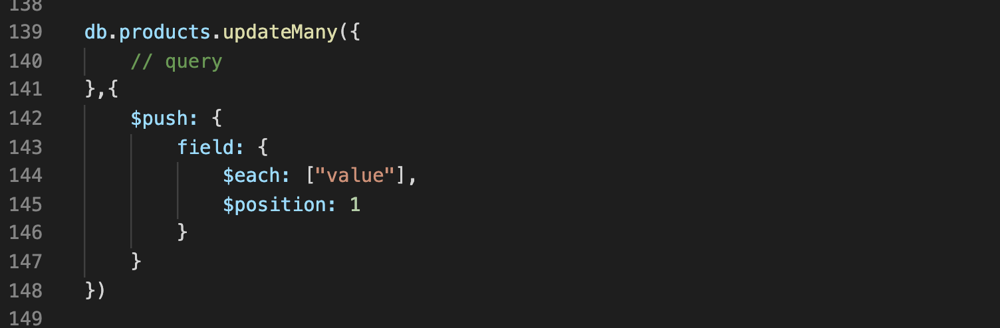 138
139 db.products.updateMany({
140 // query
141 },{
142 $push: {
143 field: {
144 $each: ["value"],
145 $position: 1
146 }
147 }
148 })
149